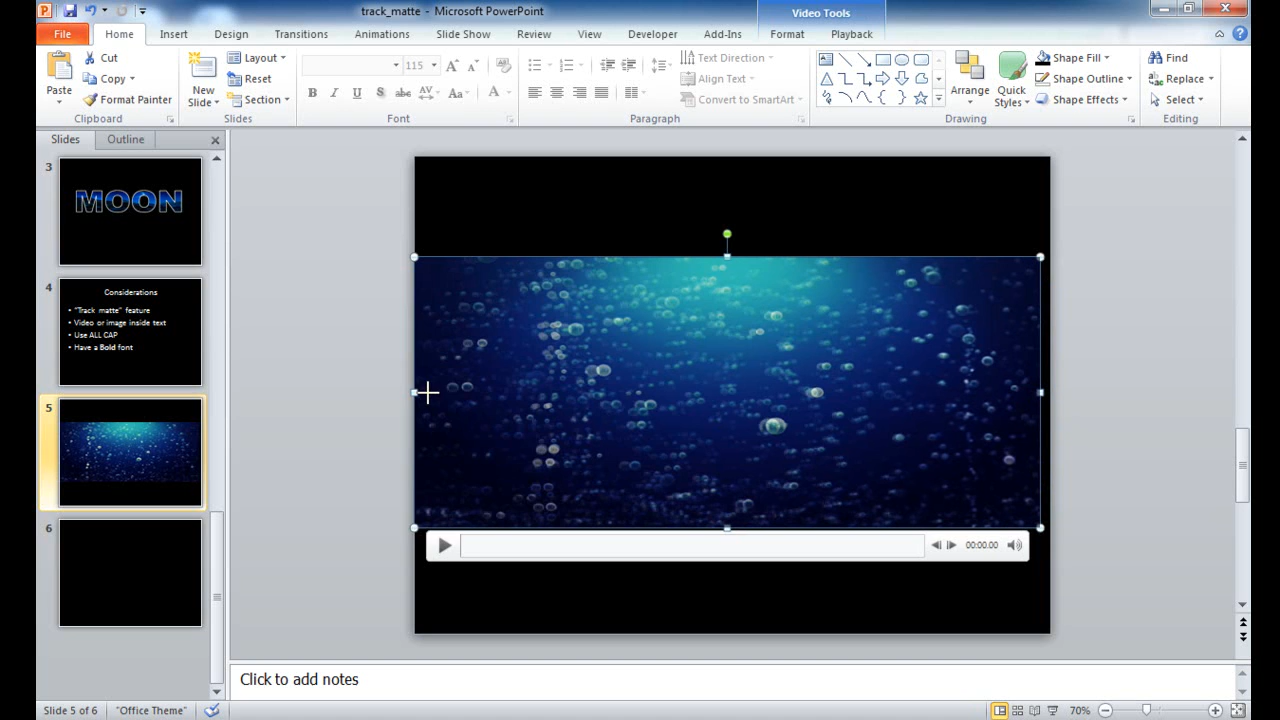 track_matte - Microsoft PowerPoint
Video Tools
File Home Insert Design Transitions Animations Slide Show Review View Developer Add-Ins Format Playback
Paste
Cut
Copy
Format Painter
Clipboard
New Slide
Layout
Reset
Section
Slides
115
B I U S abc AV Aa A
Font
Text Direction
Align Text
Convert to SmartArt
Paragraph
Arrange
Quick Styles
Shape Fill
Shape Outline
Shape Effects
Drawing
Find
Replace
Select
Editing
Slides Outline
3
MOON
4
Considerations
• "Track matte" feature
• Video or image inside text
• Use ALL CAP
• Have a Bold font
5
6
00:00.00
Click to add notes
Slide 5 of 6 "Office Theme" 70%